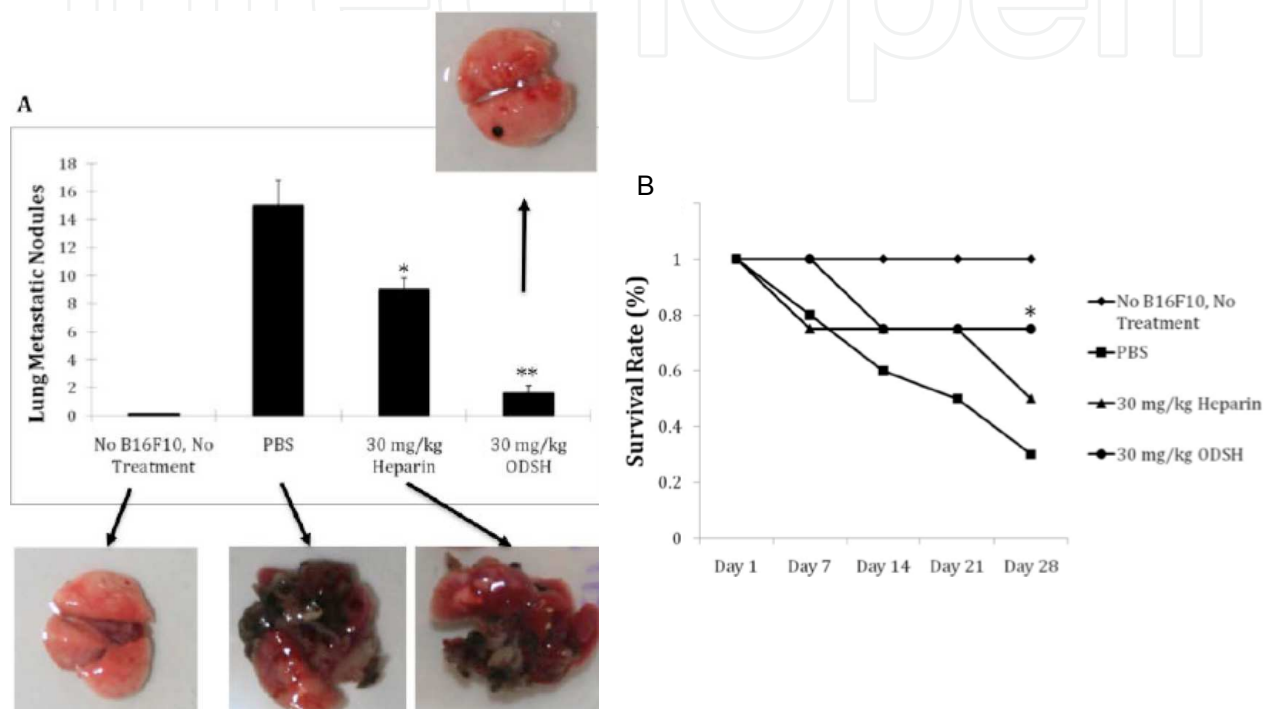 A
18
16
14
12
10
8
6
4
2
0
Lung Metastatic Nodules
*
**
No B16F10, No
Treatment
PBS
30 mg/kg
Heparin
30 mg/kg
ODSH
B
1
0.8
0.6
0.4
0.2
0
Survival Rate (%)
*
Day 1 Day 7 Day 14 Day 21 Day 28
No B16F10, No
Treatment
PBS
30 mg/kg Heparin
30 mg/kg ODSH